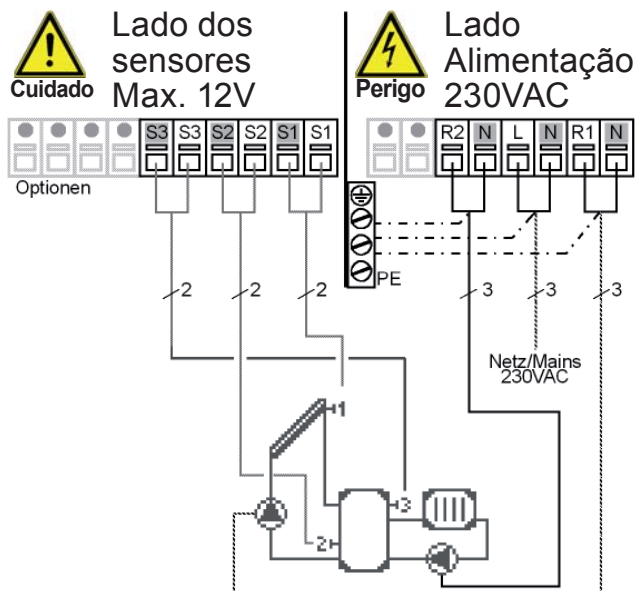 Lado dos
sensores
Max. 12V
Cuidado
Lado
Alimentação
230VAC
Perigo
S3 S3 S2 S2 S1 S1
R2 N L N R1 N
Optionen
PE
2 2 2 3 3 3
Netz/Mains
230VAC
1
3
2